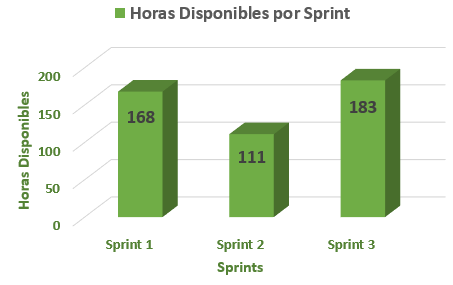 Horas Disponibles por Sprint
Horas Disponibles
200
150
100
50
0
168
111
183
Sprint 1
Sprint 2
Sprint 3
Sprints